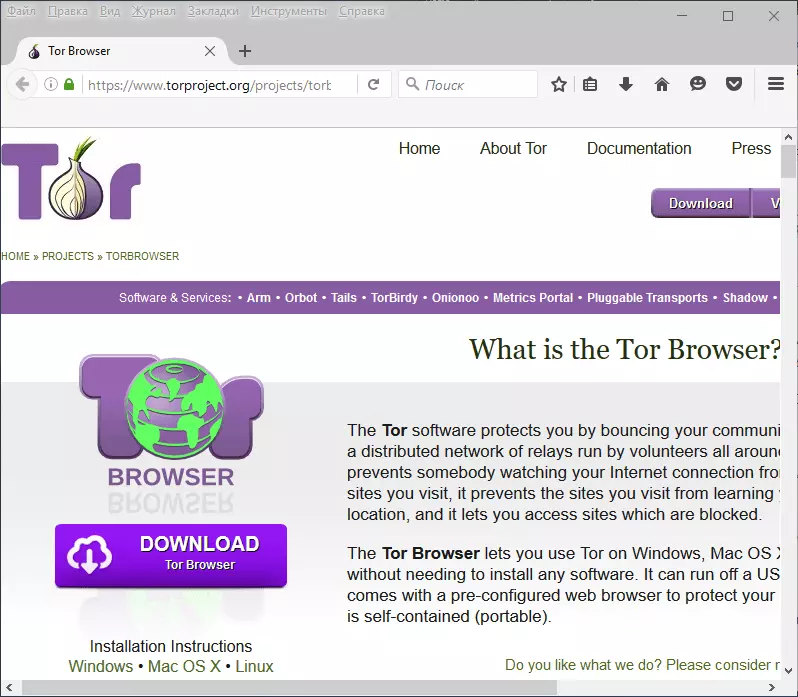 Файл Правка Вид Журнал Закладки Инструменты Справка
Tor Browser
https://www.torproject.org/projects/torb
Поиск
Tor
Home About Tor Documentation Press
Download V
HOME » PROJECTS » TORBROWSER
Software & Services: • Arm • Orbot • Tails • TorBirdy • Onionoo • Metrics Portal • Pluggable Transports • Shadow •
What is the Tor Browser?
Tor
BROWSER
DOWNLOAD
Tor Browser
Installation Instructions
Windows • Mac OS X • Linux
The Tor software protects you by bouncing your communi
a distributed network of relays run by volunteers all aroun
prevents somebody watching your Internet connection fro
sites you visit, it prevents the sites you visit from learning
location, and it lets you access sites which are blocked.
The Tor Browser lets you use Tor on Windows, Mac OS X
without needing to install any software. It can run off a US
comes with a pre-configured web browser to protect your
is self-contained (portable).
Do you like what we do? Please consider